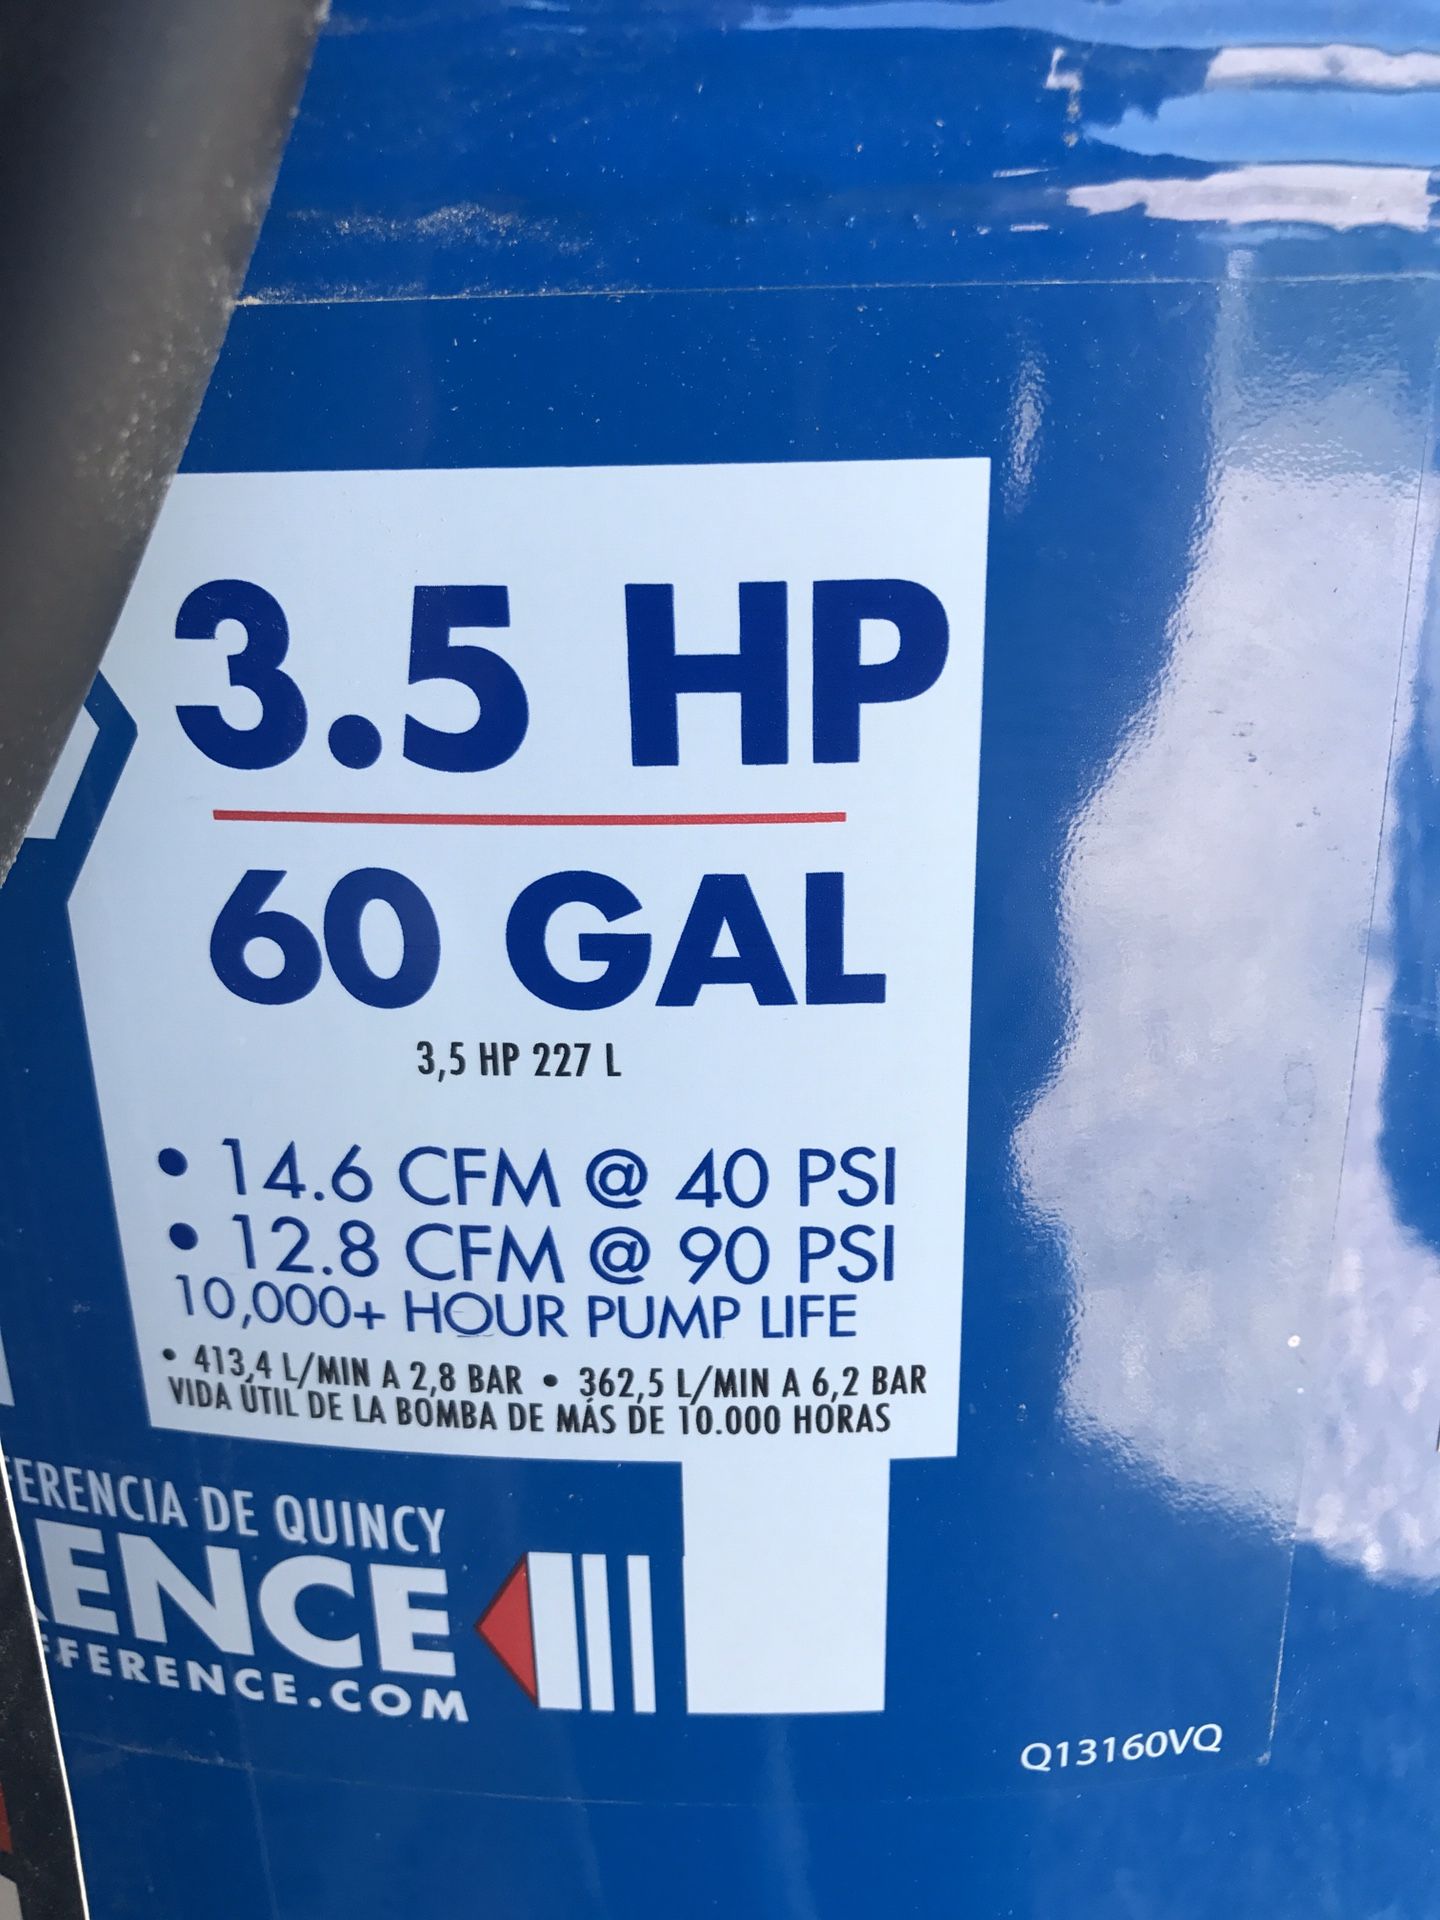 3.5 HP
60 GAL
3,5 HP 227 L
• 14.6 CFM @ 40 PSI
• 12.8 CFM @ 90 PSI
10,000+ HOUR PUMP LIFE
• 413,4 L/MIN A 2,8 BAR • 362,5 L/MIN A 6,2 BAR
VIDA ÚTIL DE LA BOMBA DE MÁS DE 10.000 HORAS
ERENCIA DE QUINCY
ENCE
FFERENCE.COM
Q13160VQ